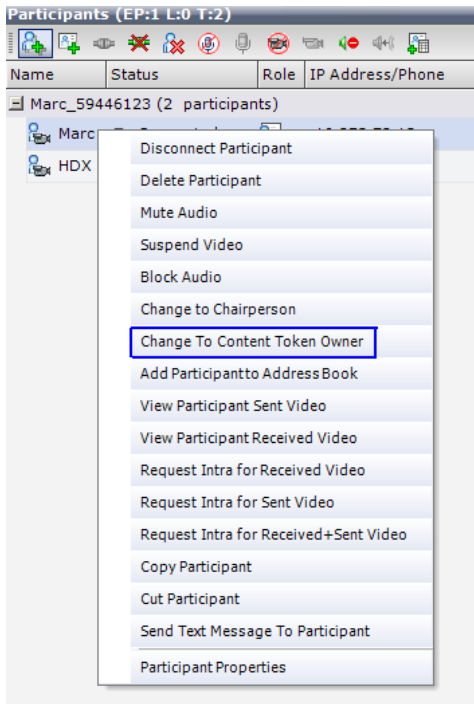 Participants (EP:1 L:0 T:2)
Name Status Role IP Address/Phone
Marc_59446123 (2 participants)
Marc
HDX
Disconnect Participant
Delete Participant
Mute Audio
Suspend Video
Block Audio
Change to Chairperson
Change To Content Token Owner
Add Participantto Address Book
View Participant Sent Video
View Participant Received Video
Request Intra for Received Video
Request Intra for Sent Video
Request Intra for Received+Sent Video
Copy Participant
Cut Participant
Send Text Message To Participant
Participant Properties